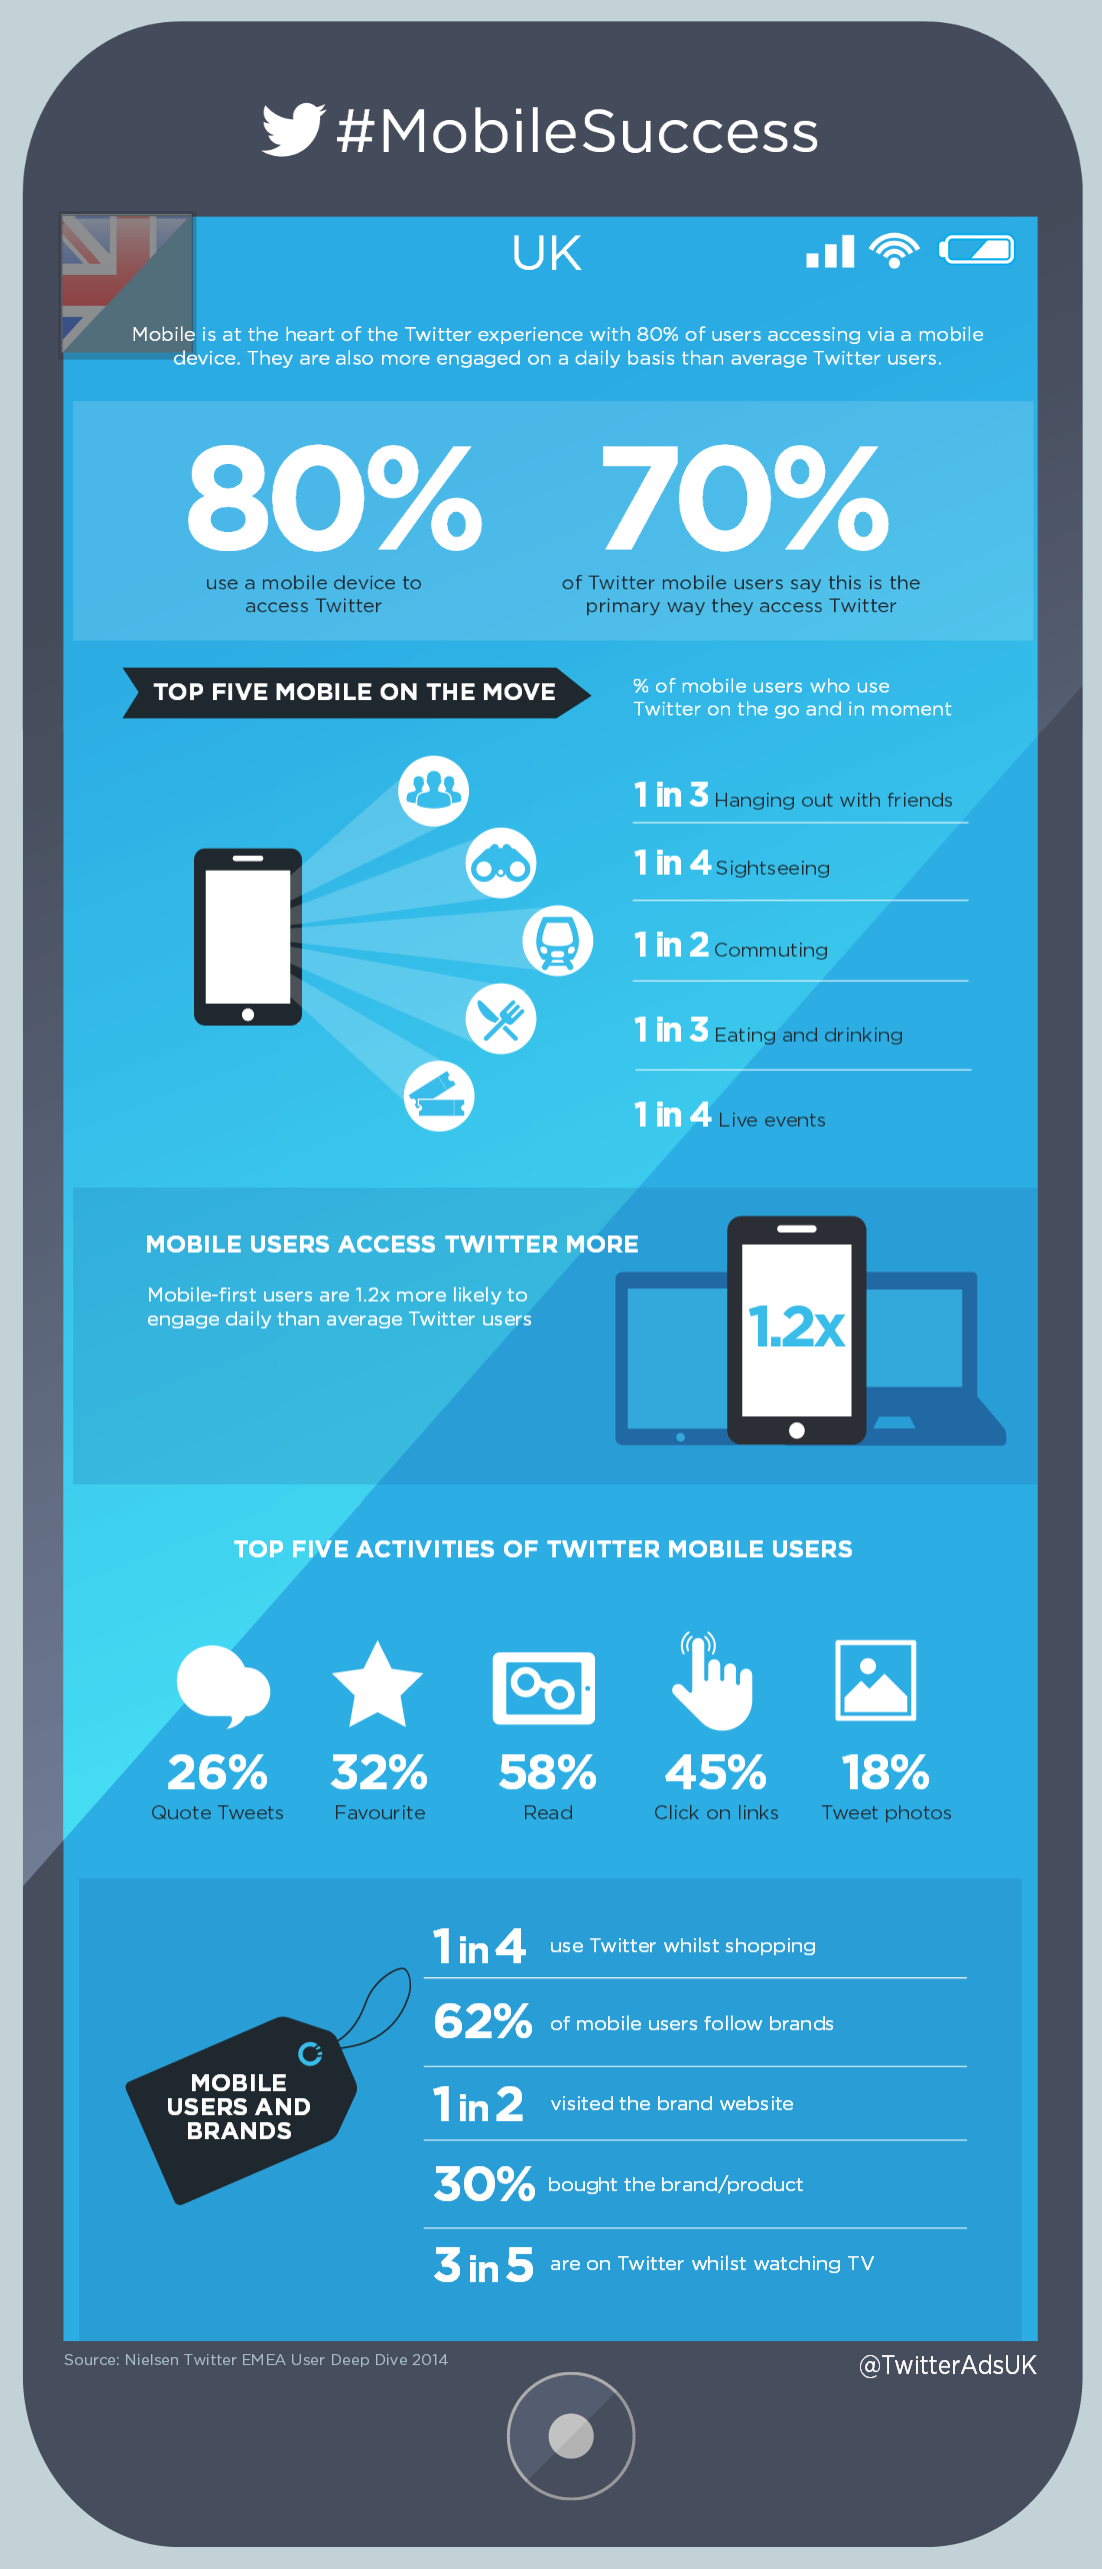 #MobileSuccess
UK
Mobile is at the heart of the Twitter experience with 80% of users accessing via a mobile
device. They are also more engaged on a daily basis than average Twitter users.
80%
use a mobile device to
access Twitter
70%
of Twitter mobile users say this is the
primary way they access Twitter
TOP FIVE MOBILE ON THE MOVE
% of mobile users who use
Twitter on the go and in moment
1 in 3 Hanging out with friends
1 in 4 Sightseeing
1 in 2 Commuting
1 in 3 Eating and drinking
1 in 4 Live events
MOBILE USERS ACCESS TWITTER MORE
Mobile-first users are 1.2x more likely to
engage daily than average Twitter users
1.2x
TOP FIVE ACTIVITIES OF TWITTER MOBILE USERS
26%
Quote Tweets
32%
Favourite
58%
Read
45%
Click on links
18%
Tweet photos
MOBILE
USERS AND
BRANDS
1 in 4 use Twitter whilst shopping
62% of mobile users follow brands
1 in 2 visited the brand website
30% bought the brand/product
3 in 5 are on Twitter whilst watching TV
Source: Nielsen Twitter EMEA User Deep Dive 2014
@TwitterAdsUK